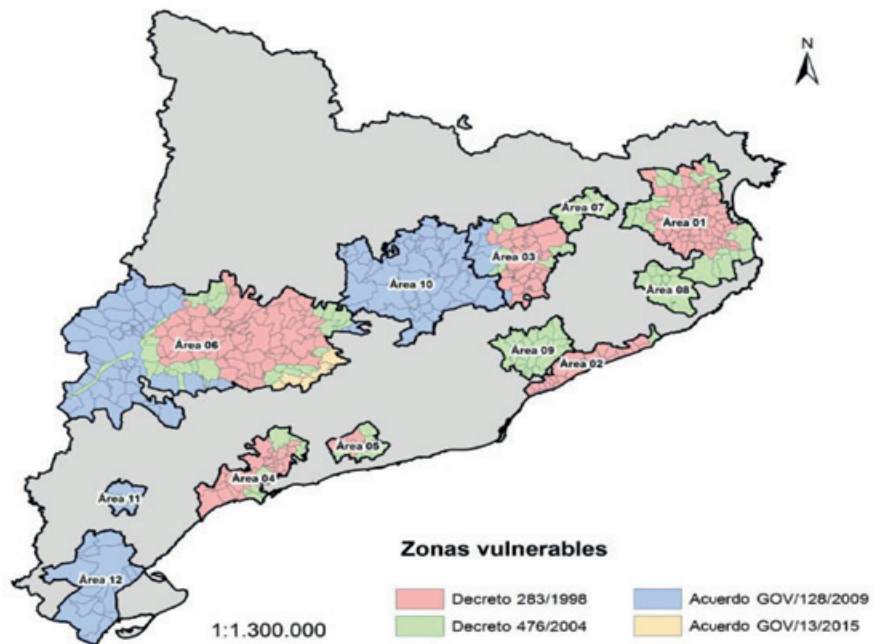 N
Área 07
Área 01
Área 03
Área 10
Área 08
Área 06
Área 09
Área 02
Área 05
Área 04
Área 11
Área 12
Zonas vulnerables
Decreto 283/1998
Acuerdo GOV/128/2009
Decreto 476/2004
Acuerdo GOV/13/2015
1:1.300.000